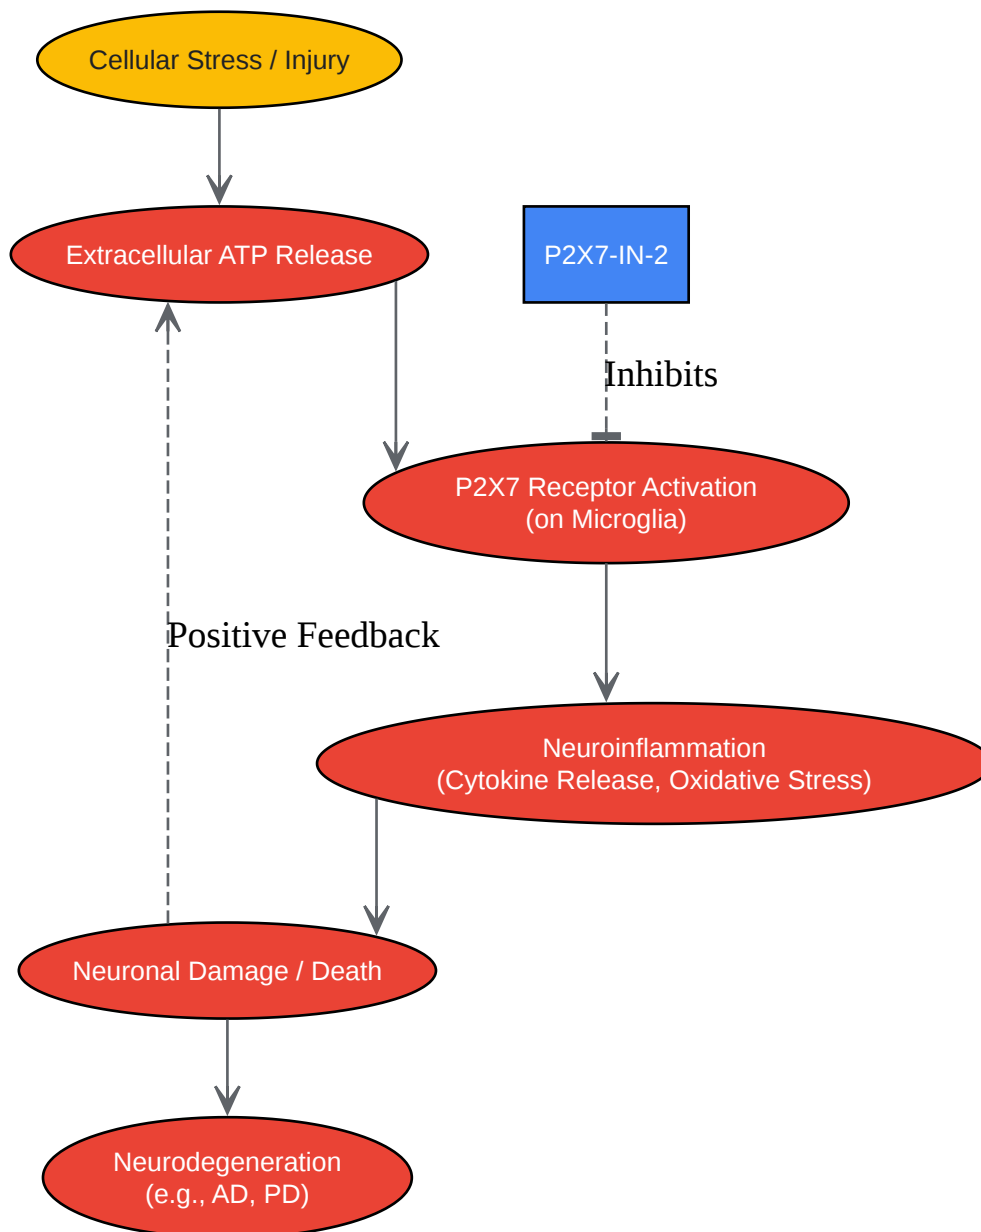 Cellular Stress / Injury
Extracellular ATP Release
P2X7-IN-2
Inhibits
P2X7 Receptor Activation
(on Microglia)
Positive Feedback
Neuroinflammation
(Cytokine Release, Oxidative Stress)
Neuronal Damage / Death
Neurodegeneration
(e.g., AD, PD)